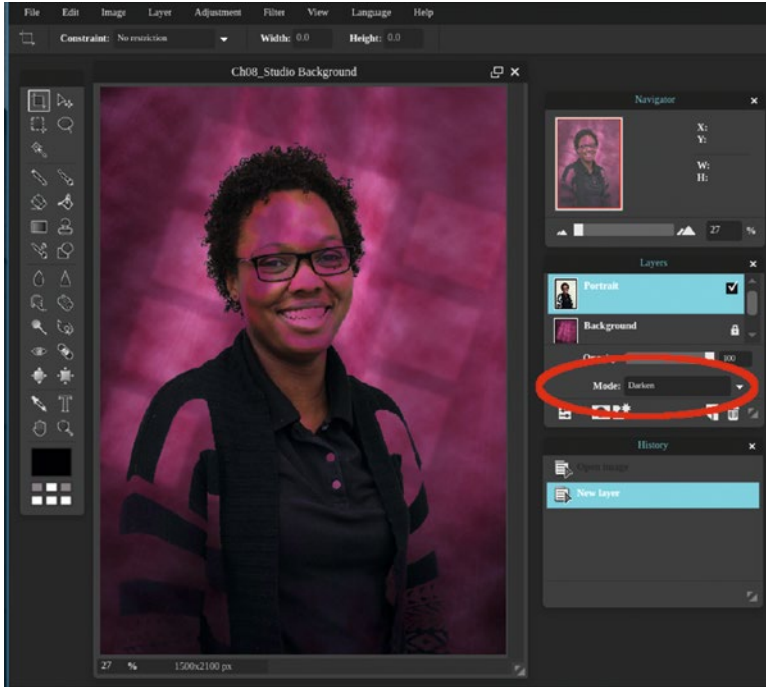 File Edit Image Layer Adjustment Filter View Language Help
Constraint: No restriction Width: 0.0 Height: 0.0
Ch08_Studio Background
Navigator
X:
Y:
W:
H:
27 %
Layers
Portrait
Background
100
Mode: Darken
History
Open image
New layer
27 % 1500x2100 px